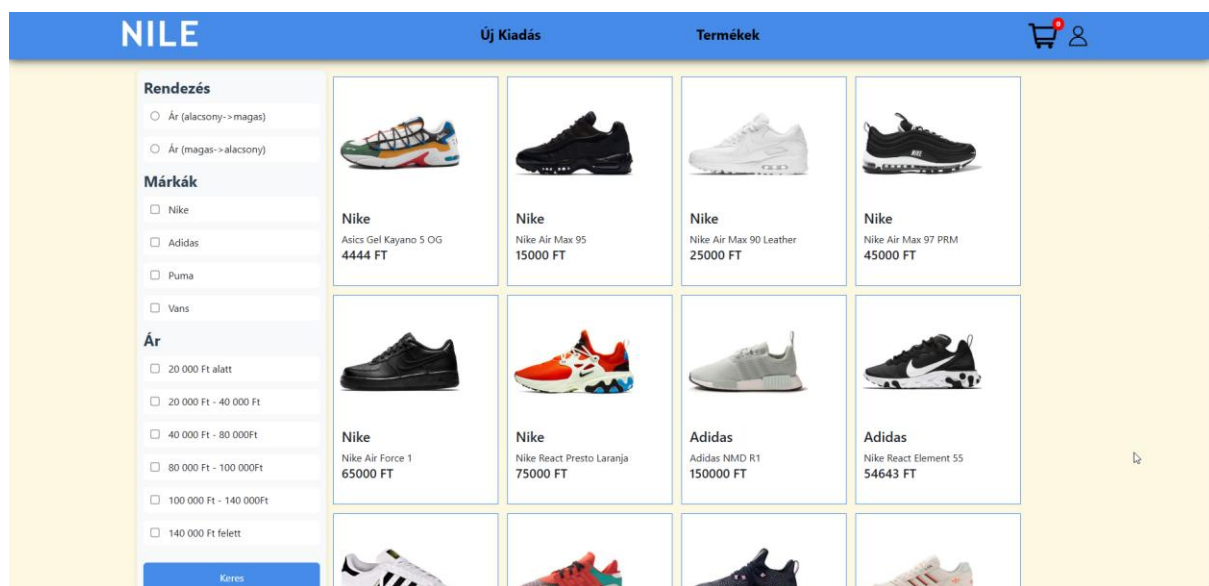 NILE
Új Kiadás
Termékek
0
Rendezés
Ár (alacsony->magas)
Ár (magas->alacsony)
Márkák
Nike
Adidas
Puma
Vans
Ár
20 000 Ft alatt
20 000 Ft - 40 000 Ft
40 000 Ft - 80 000Ft
80 000 Ft - 100 000Ft
100 000 Ft - 140 000Ft
140 000 Ft felett
Keres
Nike
Asics Gel Kayano 5 OG
4444 FT
Nike
Nike Air Max 95
15000 FT
Nike
Nike Air Max 90 Leather
25000 FT
Nike
Nike Air Max 97 PRM
45000 FT
Nike
Nike Air Force 1
65000 FT
Nike
Nike React Presto Laranja
75000 FT
Adidas
Adidas NMD R1
150000 FT
Adidas
Nike React Element 55
54643 FT